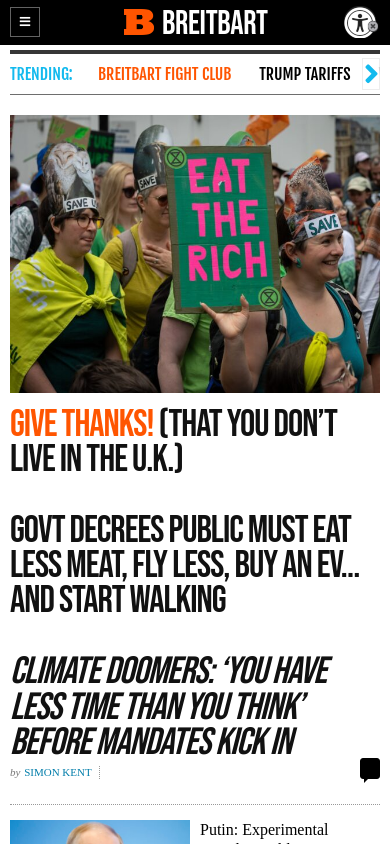 BREITBART
TRENDING:
BREITBART FIGHT CLUB
TRUMP TARIFFS
SAVE U
SAVE
EAT
THE
RICH
SAVE
GIVE THANKS! (THAT YOU DON'T
LIVE IN THE U.K.)
GOVT DECREES PUBLIC MUST EAT
LESS MEAT, FLY LESS, BUY AN EV...
AND START WALKING
CLIMATE DOOMERS: ‘YOU HAVE
LESS TIME THAN YOU THINK’
BEFORE MANDATES KICK IN
by SIMON KENT
Putin: Experimental